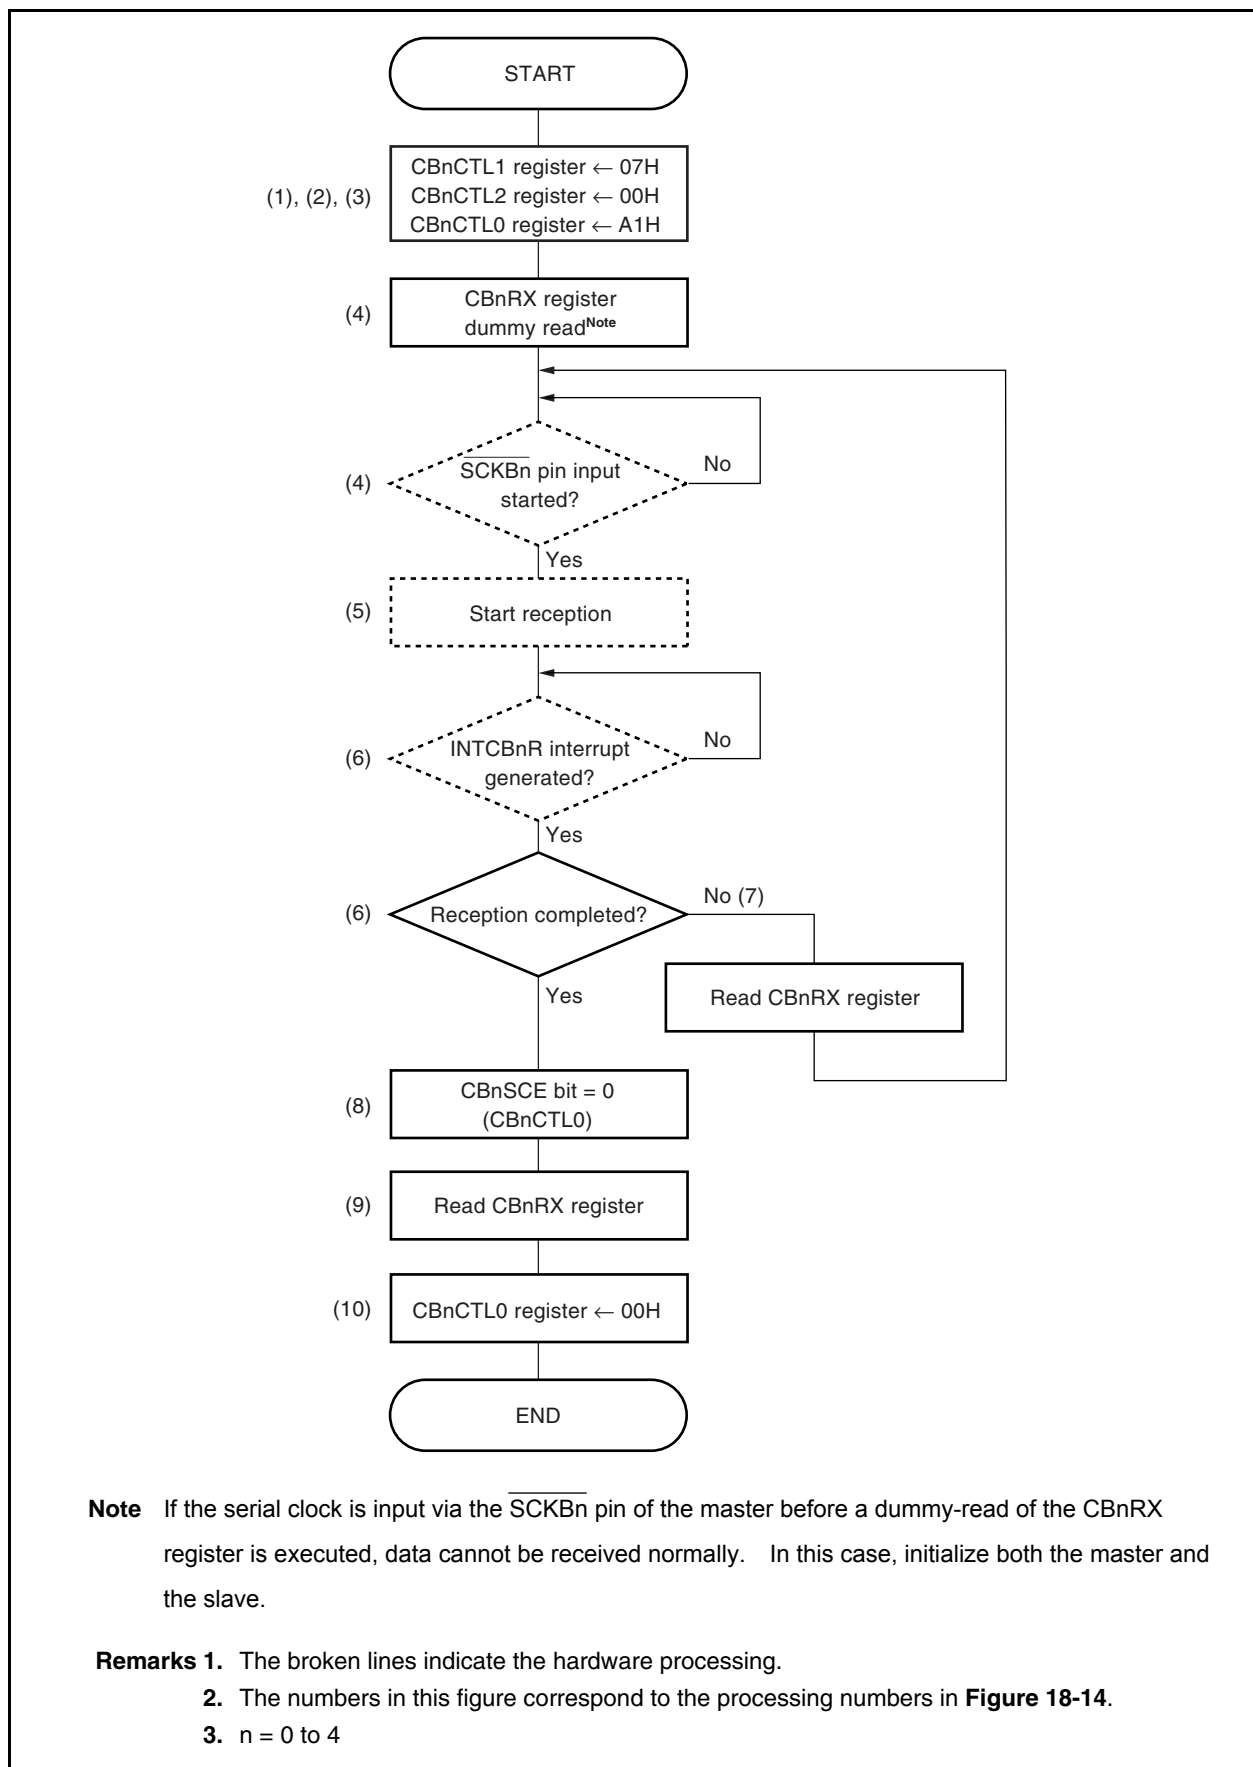 START
CBnCTL1 register ← 07H
(1), (2), (3) CBnCTL2 register ← 00H
CBnCTL0 register ← A1H
CBnRX register
(4)
dummy readNote
SCKBn pin input
No
(4)
started?
Yes
(5) Start reception
INTCBnR interrupt
No
(6)
generated?
Yes
No (7)
(6) Reception completed?
Yes
Read CBnRX register
CBnSCE bit = 0
(8)
(CBnCTL0)
(9) Read CBnRX register
(10) CBnCTL0 register ← 00H
END
Note If the serial clock is input via the SCKBn pin of the master before a dummy-read of the CBnRX
register is executed, data cannot be received normally. In this case, initialize both the master and
the slave.
Remarks 1. The broken lines indicate the hardware processing.
2. The numbers in this figure correspond to the processing numbers in Figure 18-14.
3. n = 0 to 4